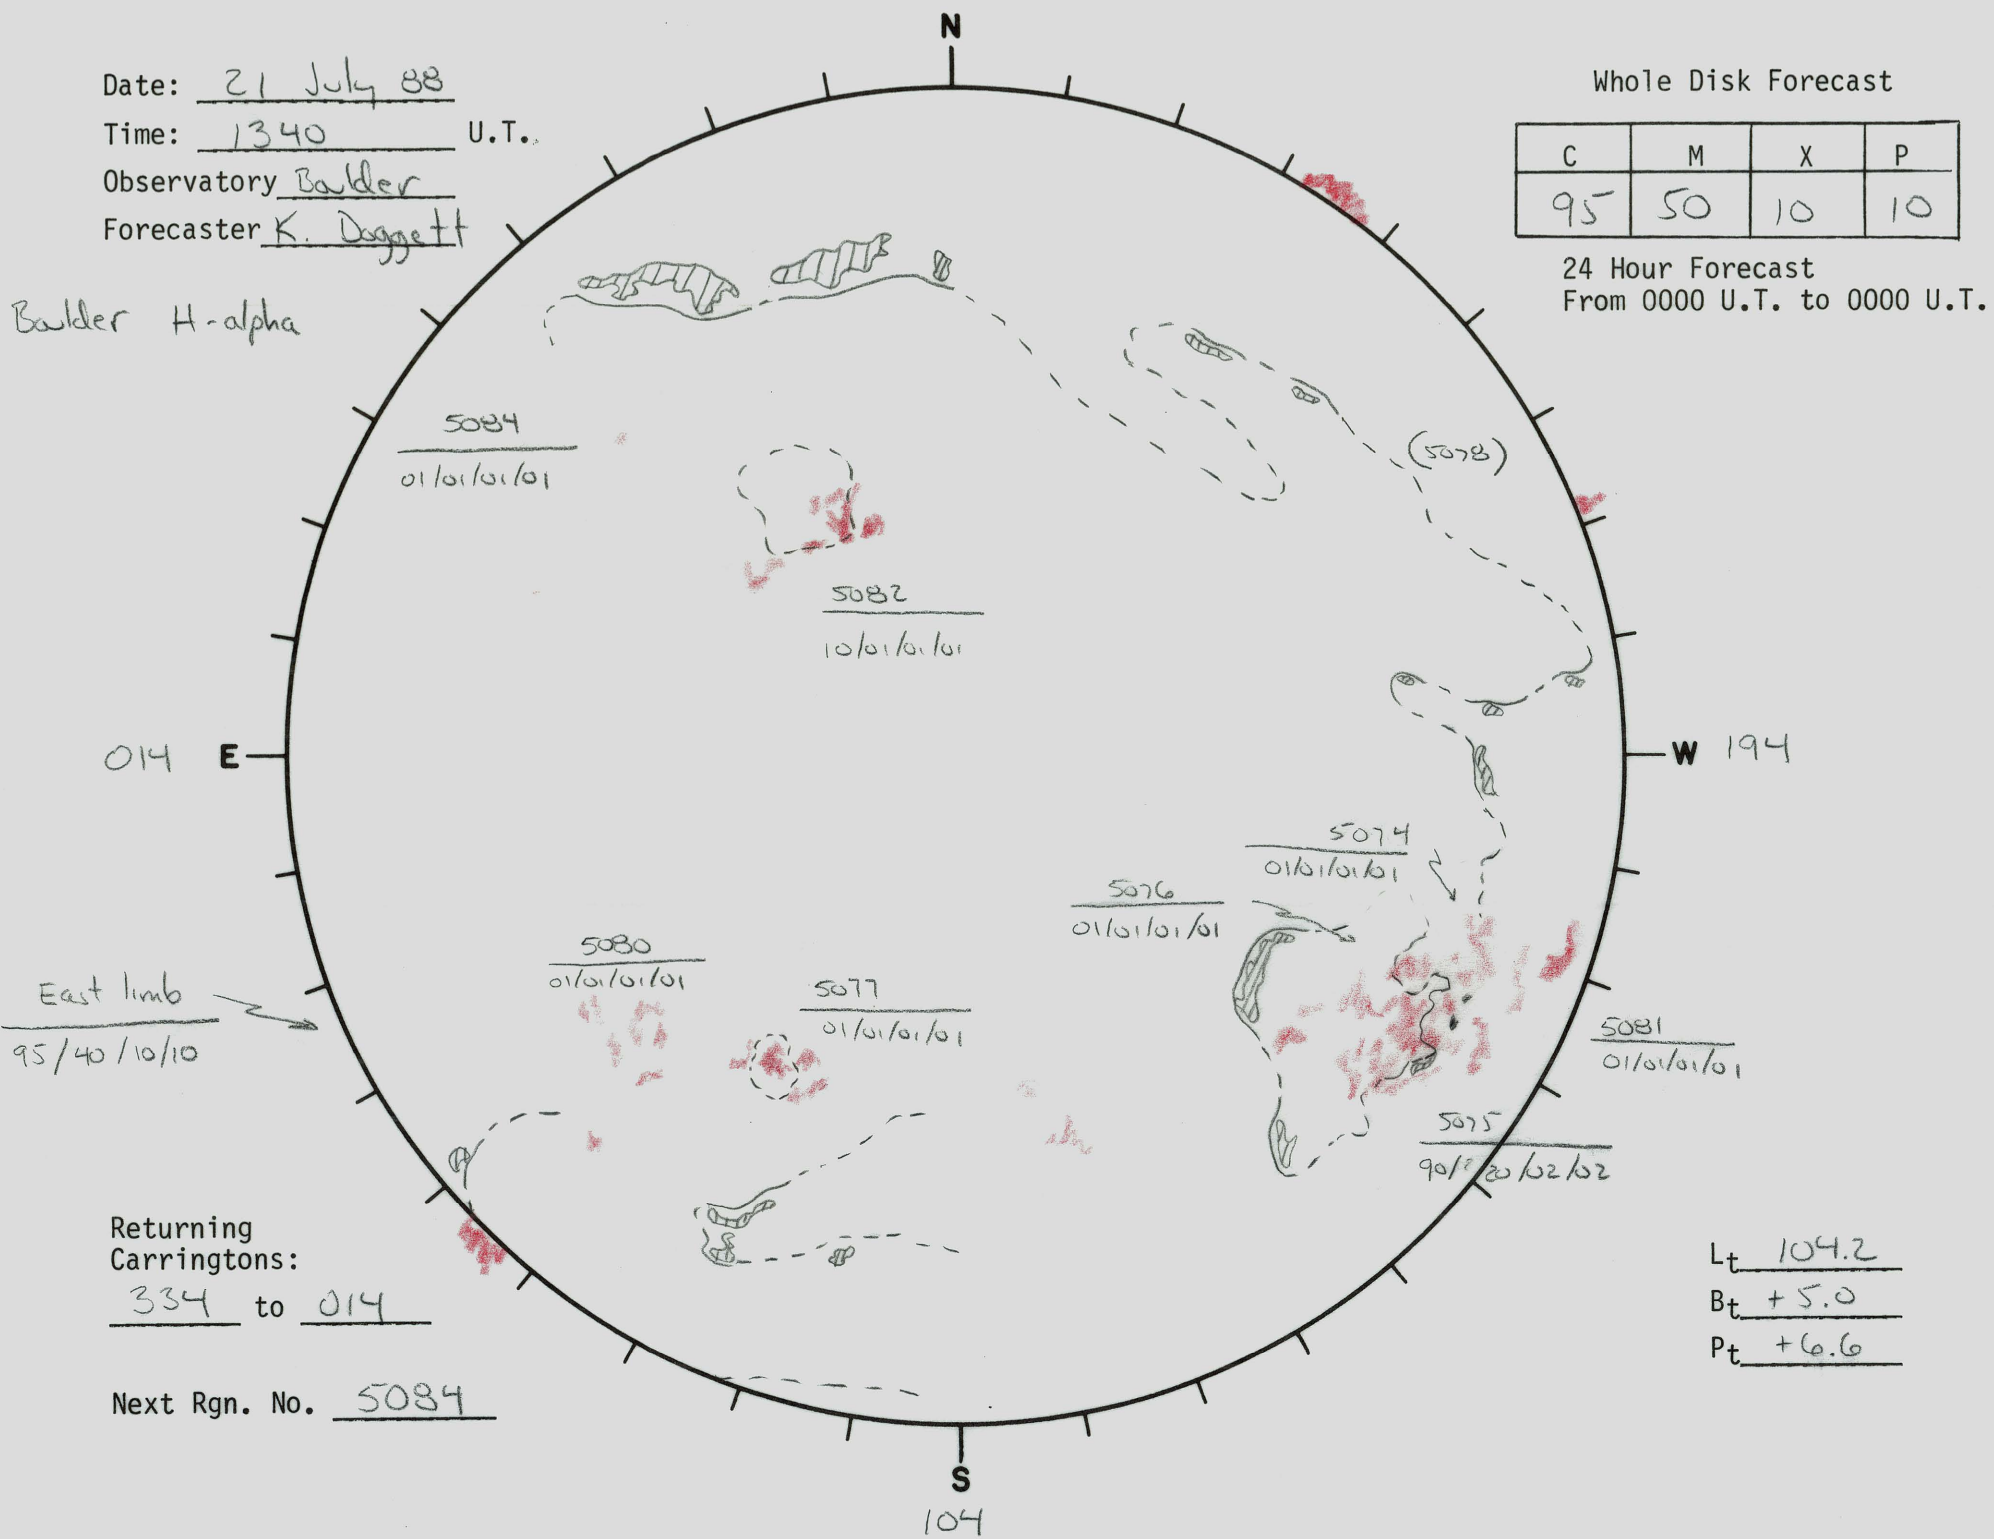 N
Date: 21 July 88
Time: 1340 U.T.
Observatory Boulder
Forecaster K. Doggett
Boulder H-alpha
Whole Disk Forecast
C M X P
95 50 10 10
24 Hour Forecast
From 0000 U.T. to 0000 U.T.
5084
01/01/01/01
(5078)
5082
10/01/01/01
014 E
W 194
5074
01/01/01/01
5076
01/01/01/01
5080
01/01/01/01
5077
01/01/01/01
East limb
95/40/10/10
5081
01/01/01/01
5075
90/20/02/02
Returning
Carringtons:
334 to 014
Next Rgn. No. 5084
Lt 104.2
Bt +5.0
Pt +6.6
S
104